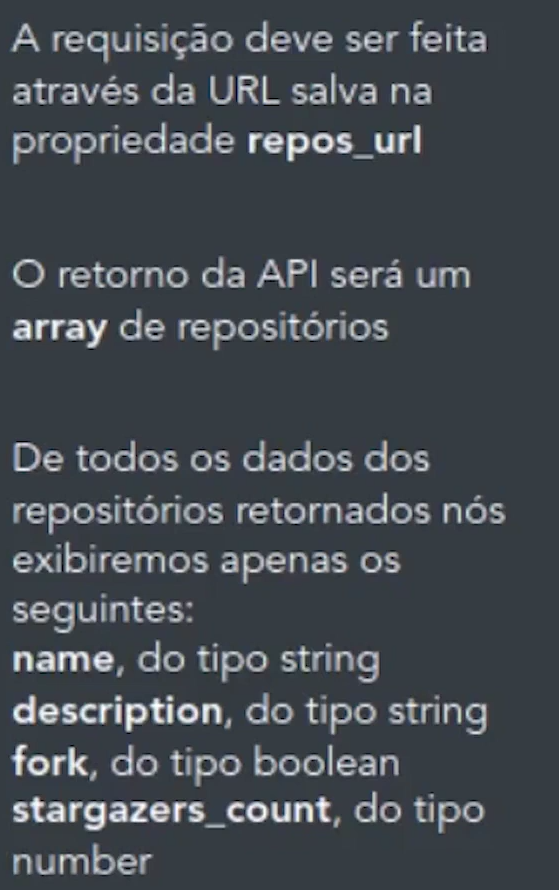 A requisição deve ser feita
através da URL salva na
propriedade repos_url
O retorno da API será um
array de repositórios
De todos os dados dos
repositórios retornados nós
exibiremos apenas os
seguintes:
name, do tipo string
description, do tipo string
fork, do tipo boolean
stargazers_count, do tipo
number